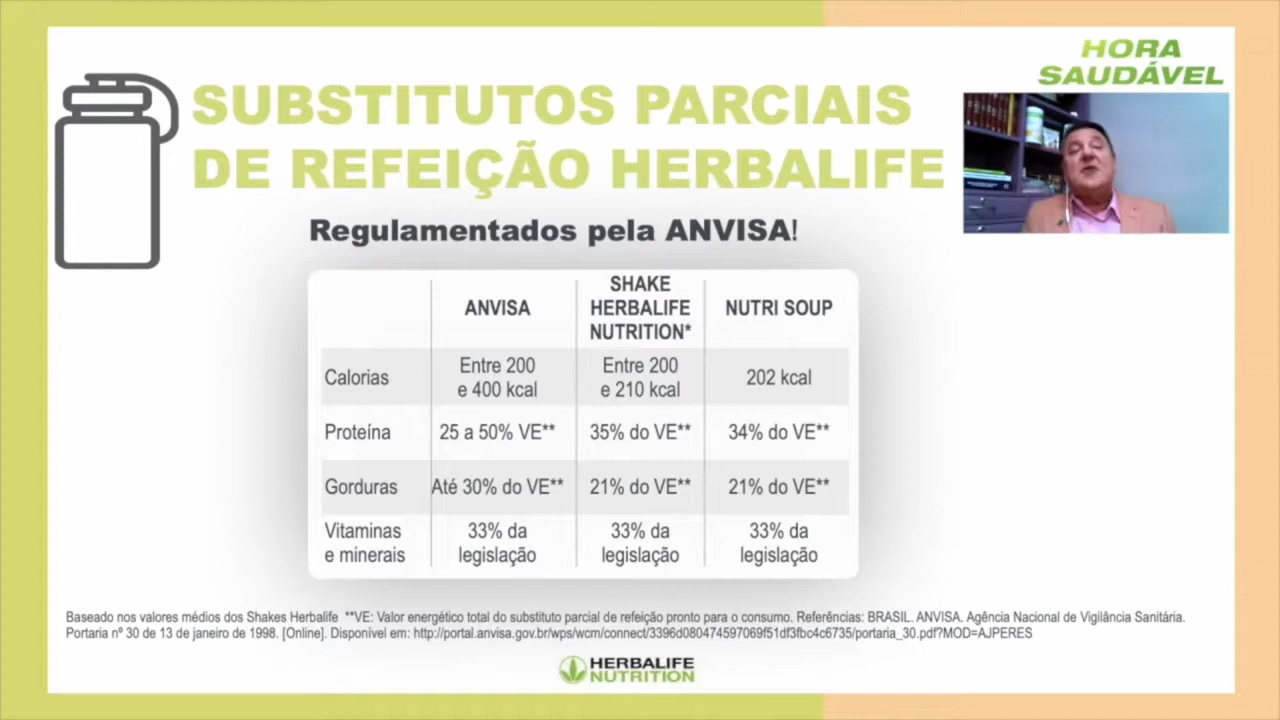 HORA
SAUDÁVEL
SUBSTITUTOS PARCIAIS
DE REFEIÇÃO HERBALIFE
Regulamentados pela ANVISA!
ANVISA
SHAKE
HERBALIFE
NUTRITION*
NUTRI SOUP
Calorias
Entre 200
e 400 kcal
Entre 200
e 210 kcal
202 kcal
Proteína
25 a 50% VE**
35% do VE**
34% do VE**
Gorduras
Até 30% do VE**
21% do VE**
21% do VE**
Vitaminas
e minerais
33% da
legislação
33% da
legislação
33% da
legislação
Baseado nos valores médios dos Shakes Herbalife **VE: Valor energético total do substituto parcial de refeição pronto para o consumo. Referências: BRASIL. ANVISA. Agência Nacional de Vigilância Sanitária.
Portaria nº 30 de 13 de janeiro de 1998. [Online]. Disponível em: http://portal.anvisa.gov.br/wps/wcm/connect/3396d080474597069f51df3fbc4c6735/portaria_30.pdf?MOD=AJPERES
HERBALIFE
NUTRITION